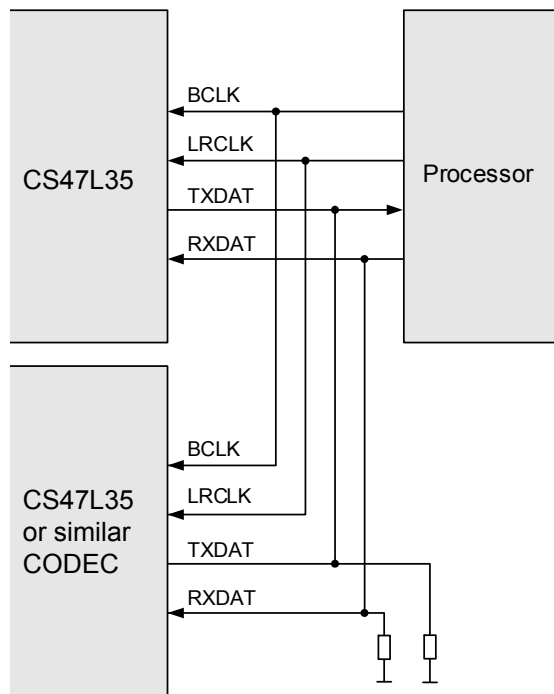 BCLK
LRCLK
CS47L35
Processor
TXDAT
RXDAT
BCLK
LRCLK
CS47L35
or similar
CODEC
TXDAT
RXDAT